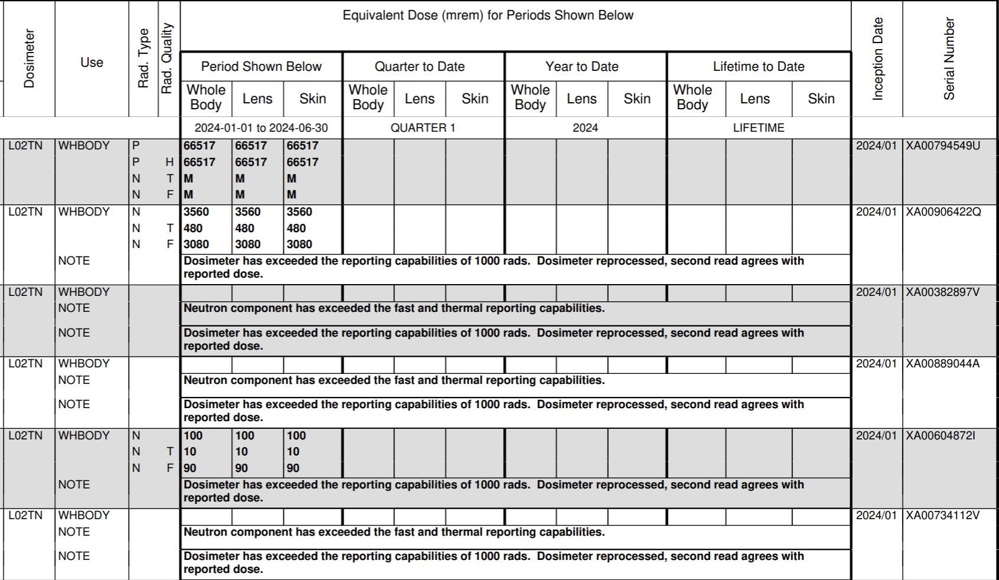 Equivalent Dose (mrem) for Periods Shown Below
Dosimeter
Use
Rad. Type
Rad. Quality
Inception Date
Serial Number
Period Shown Below Quarter to Date Year to Date Lifetime to Date
Whole Body Lens Skin Whole Body Lens Skin Whole Body Lens Skin Whole Body Lens Skin
2024-01-01 to 2024-06-30 QUARTER 1 2024 LIFETIME
L02TN WHBODY P 66517 66517 66517 2024/01 XA00794549U
P H 66517 66517 66517
N T M M M
N F M M M
L02TN WHBODY N 3560 3560 3560 2024/01 XA00906422Q
N T 480 480 480
N F 3080 3080 3080
NOTE Dosimeter has exceeded the reporting capabilities of 1000 rads. Dosimeter reprocessed, second read agrees with
reported dose.
L02TN WHBODY 2024/01 XA00382897V
NOTE Neutron component has exceeded the fast and thermal reporting capabilities.
NOTE Dosimeter has exceeded the reporting capabilities of 1000 rads. Dosimeter reprocessed, second read agrees with
reported dose.
L02TN WHBODY 2024/01 XA00889044A
NOTE Neutron component has exceeded the fast and thermal reporting capabilities.
NOTE Dosimeter has exceeded the reporting capabilities of 1000 rads. Dosimeter reprocessed, second read agrees with
reported dose.
L02TN WHBODY N 100 100 100 2024/01 XA00604872I
N T 10 10 10
N F 90 90 90
NOTE Dosimeter has exceeded the reporting capabilities of 1000 rads. Dosimeter reprocessed, second read agrees with
reported dose.
L02TN WHBODY 2024/01 XA00734112V
NOTE Neutron component has exceeded the fast and thermal reporting capabilities.
NOTE Dosimeter has exceeded the reporting capabilities of 1000 rads. Dosimeter reprocessed, second read agrees with
reported dose.